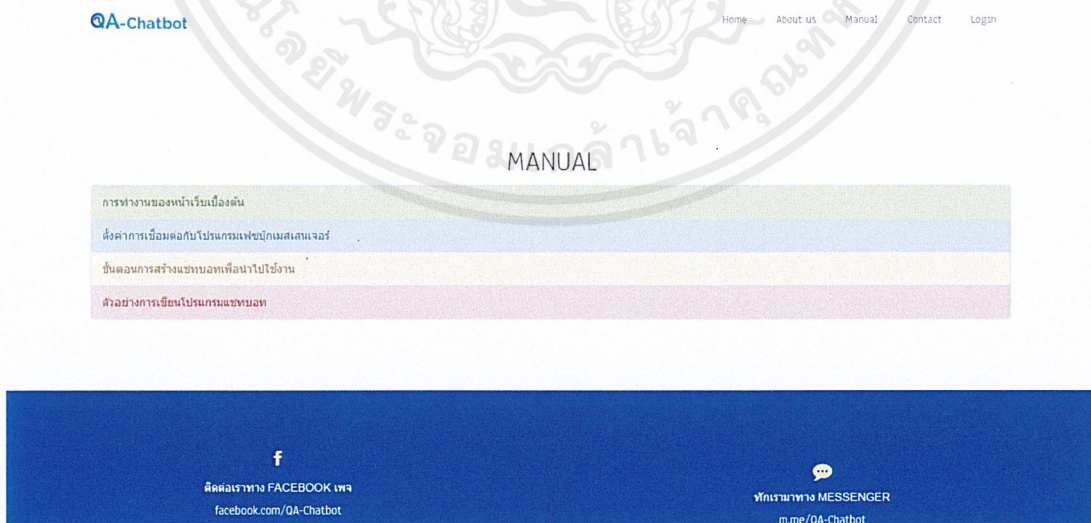 QA-Chatbot
Home About us Manual Contact Login
MANUAL
การทำงานของหน้าเว็บเบื้องต้น
ตั้งค่าการเชื่อมต่อกับโปรแกรมเฟซบุ๊กเมสเสนเจอร์
ขั้นตอนการสร้างแชทบอทเพื่อนำไปใช้งาน
ตัวอย่างการเขียนโปรแกรมแชทบอท
ติดต่อเราทาง FACEBOOK เพจ
facebook.com/QA-Chatbot
ทักเรามาทาง MESSENGER
m.me/QA-Chatbot